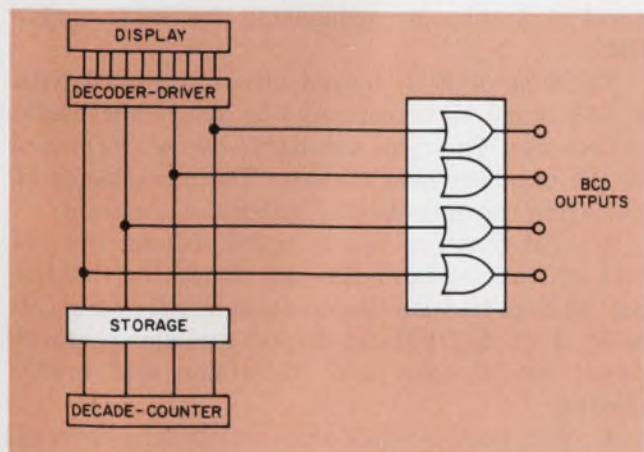 DISPLAY
DECODER-DRIVER
BCD
OUTPUTS
STORAGE
DECADE-COUNTER